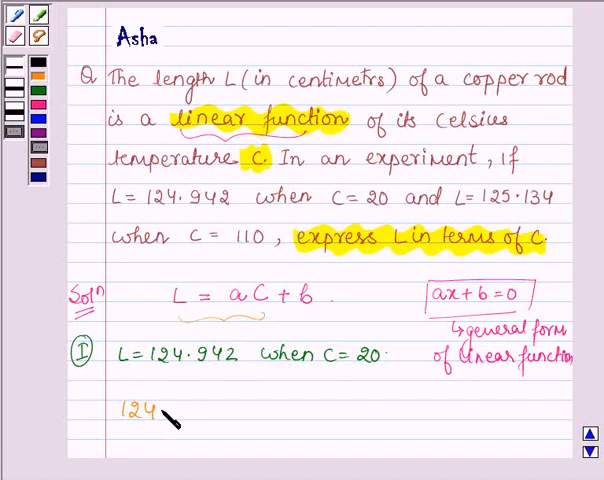 Asha
Q The length L (in centimetrs) of a copper rod
is a linear function of its Celsius
temperature C. In an experiment, if
L = 124.942 when C = 20 and L = 125.134
when C = 110, express L in terms of C.
Solⁿ L = aC + b. ax + b = 0
↳ general form
of linear function
I L = 124.942 when C = 20.
124